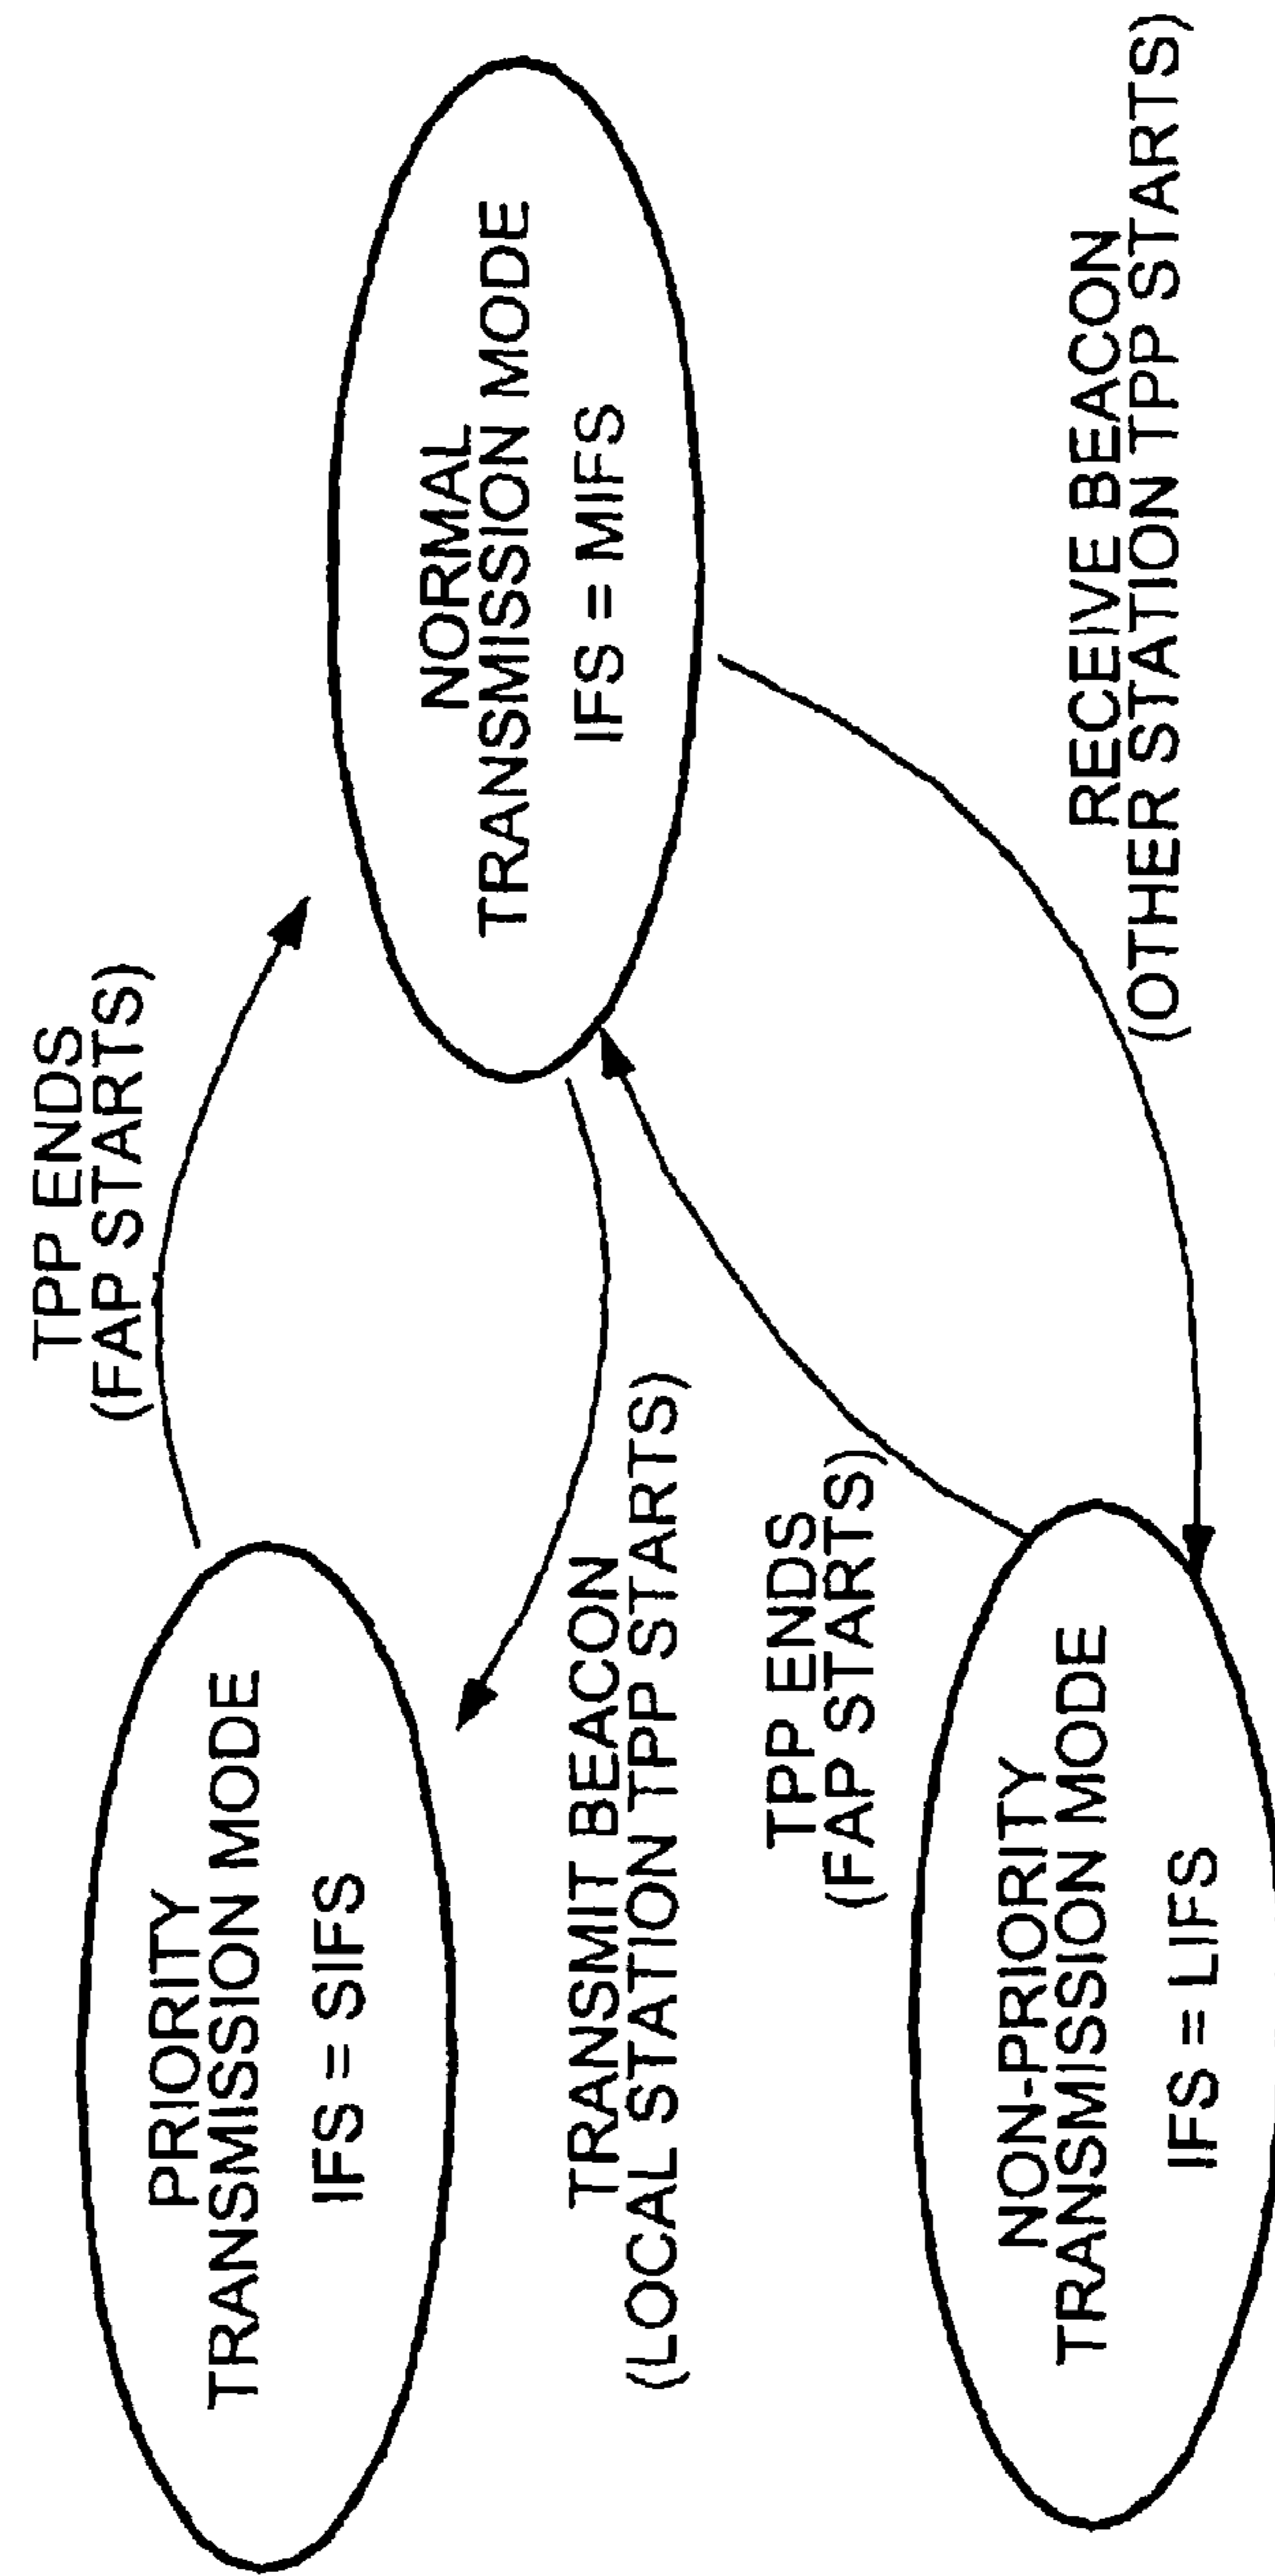 TPP ENDS
(FAP STARTS)
PRIORITY
TRANSMISSION MODE
IFS = SIFS
NORMAL
TRANSMISSION MODE
IFS = MIFS
TRANSMIT BEACON
(LOCAL STATION TPP STARTS)
TPP ENDS
(FAP STARTS)
NON-PRIORITY
TRANSMISSION MODE
IFS = LIFS
RECEIVE BEACON
(OTHER STATION TPP STARTS)